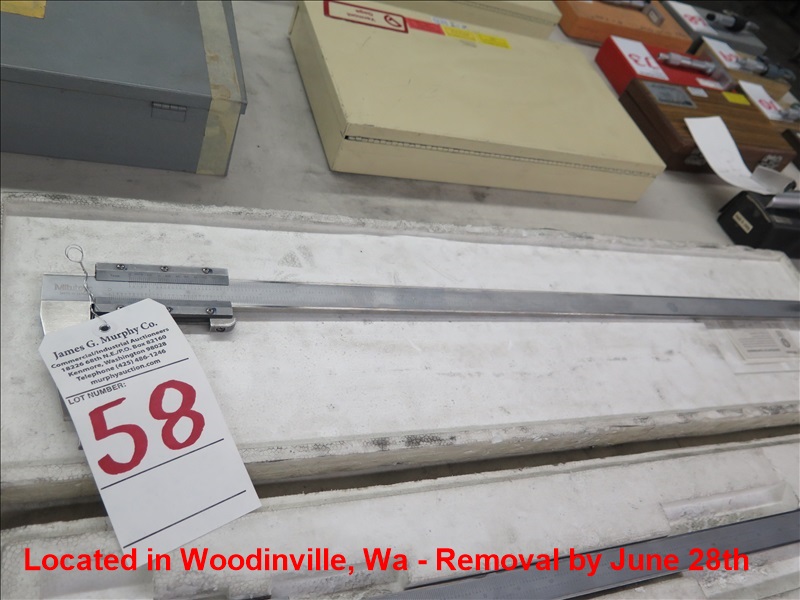 73
James G. Murphy Co.
Commercial/Industrial Auctioneers
18226 68th N.E./P.O. Box 82160
Kenmore, Washington 98028
Telephone (425) 486-1246
murphyauction.com
LOT NUMBER:
58
Located in Woodinville, Wa - Removal by June 28th